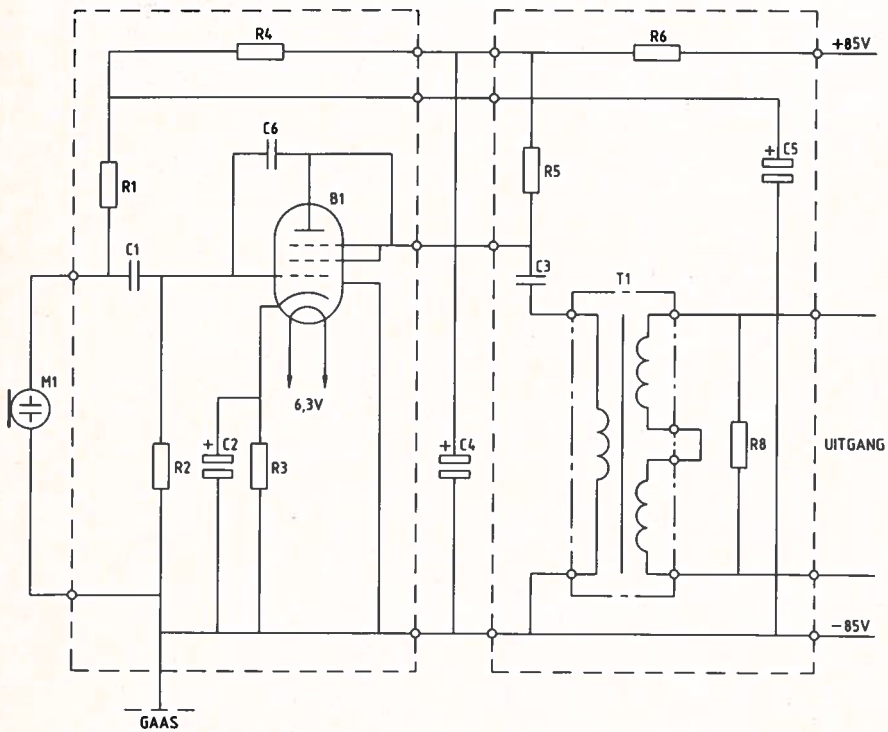 R4
R6
+85V
C6
+ C5
R1
R5
B1
C1
C3
T1
M1
6,3V
R2
+ C2
R3
+ C4
R8
UITGANG
-85V
GAAS